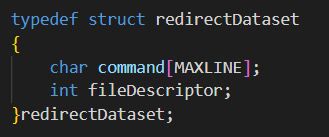 typedef struct redirectDataset
{
    char command[MAXLINE];
    int fileDescriptor;
}redirectDataset;